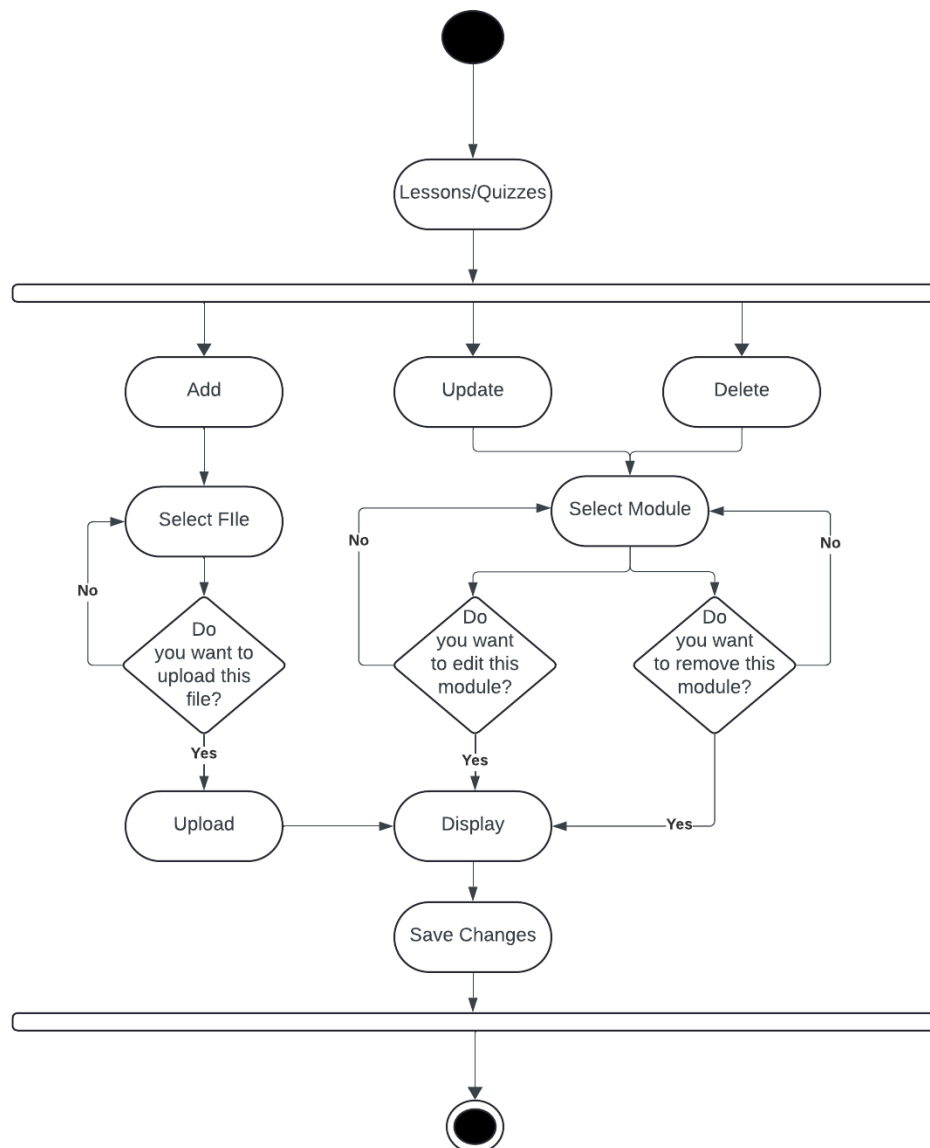 Lessons/Quizzes
Add
Update
Delete
Select FIle
Select Module
No
No
No
Do
you want to
upload this
file?
Do
you want
to edit this
module?
Do
you want
to remove this
module?
Yes
Yes
Yes
Upload
Display
Save Changes